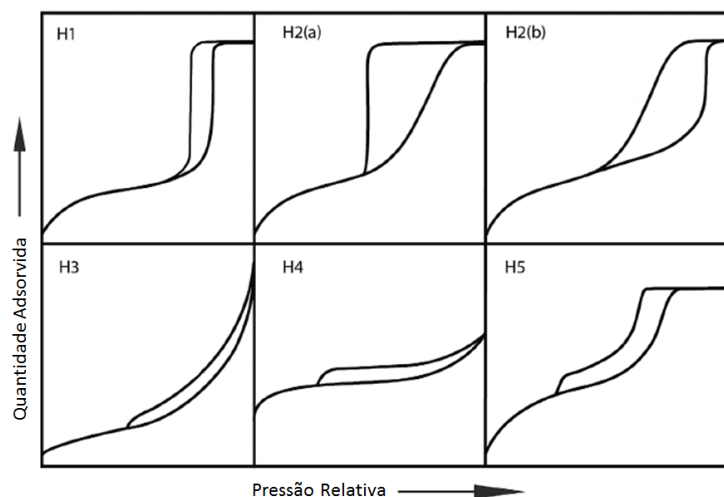 H1
H2(a)
H2(b)
H3
H4
H5
Quantidade Adsorvida
Pressão Relativa